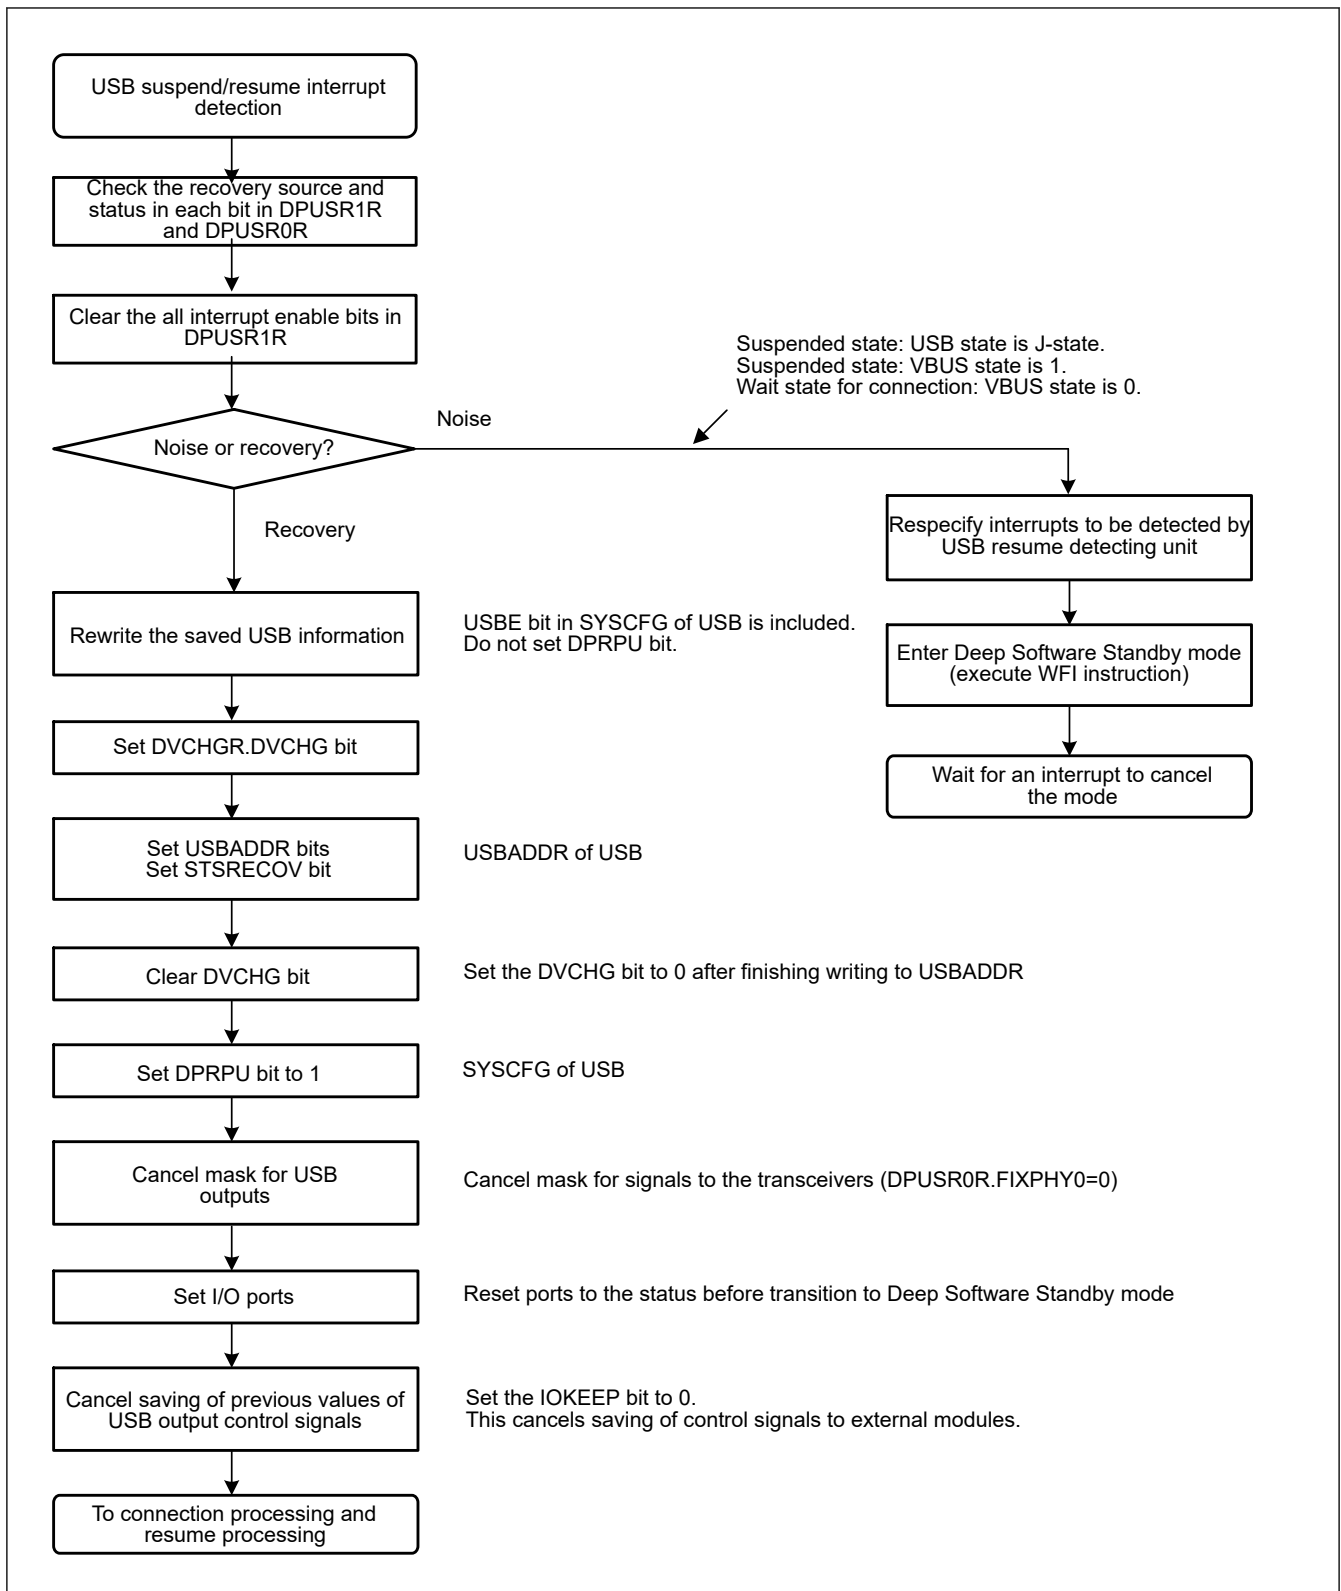 USB suspend/resume interrupt
detection
Check the recovery source and
status in each bit in DPUSR1R
and DPUSR0R
Clear the all interrupt enable bits in
DPUSR1R
Suspended state: USB state is J-state.
Suspended state: VBUS state is 1.
Wait state for connection: VBUS state is 0.
Noise
Noise or recovery?
Recovery
Respecify interrupts to be detected by
USB resume detecting unit
Enter Deep Software Standby mode
(execute WFI instruction)
Wait for an interrupt to cancel
the mode
Rewrite the saved USB information
USBE bit in SYSCFG of USB is included.
Do not set DPRPU bit.
Set DVCHGR.DVCHG bit
Set USBADDR bits
Set STSRECOV bit
USBADDR of USB
Clear DVCHG bit
Set the DVCHG bit to 0 after finishing writing to USBADDR
Set DPRPU bit to 1
SYSCFG of USB
Cancel mask for USB
outputs
Cancel mask for signals to the transceivers (DPUSR0R.FIXPHY0=0)
Set I/O ports
Reset ports to the status before transition to Deep Software Standby mode
Cancel saving of previous values of
USB output control signals
Set the IOKEEP bit to 0.
This cancels saving of control signals to external modules.
To connection processing and
resume processing